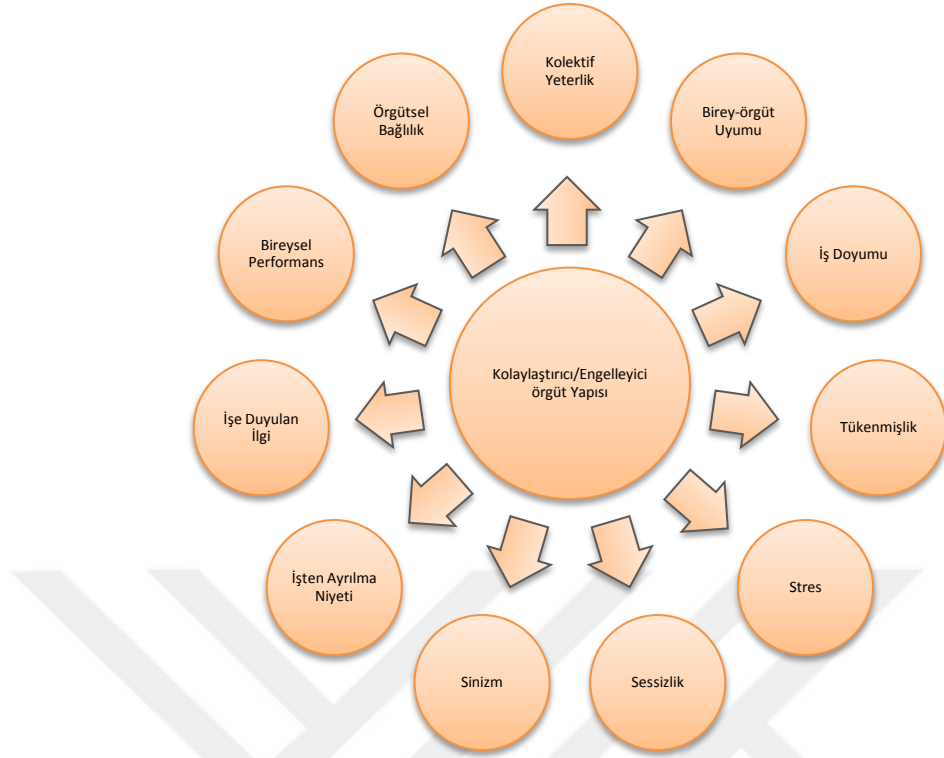 Kolektif
Yeterlik
Birey-örgüt
Uyumu
İş Doyumu
Tükenmişlik
Stres
Sessizlik
Sinizm
İşten Ayrılma
Niyeti
İşe Duyulan
İlgi
Bireysel
Performans
Örgütsel
Bağlılık
Kolaylaştırıcı/Engelleyici
örgüt Yapısı